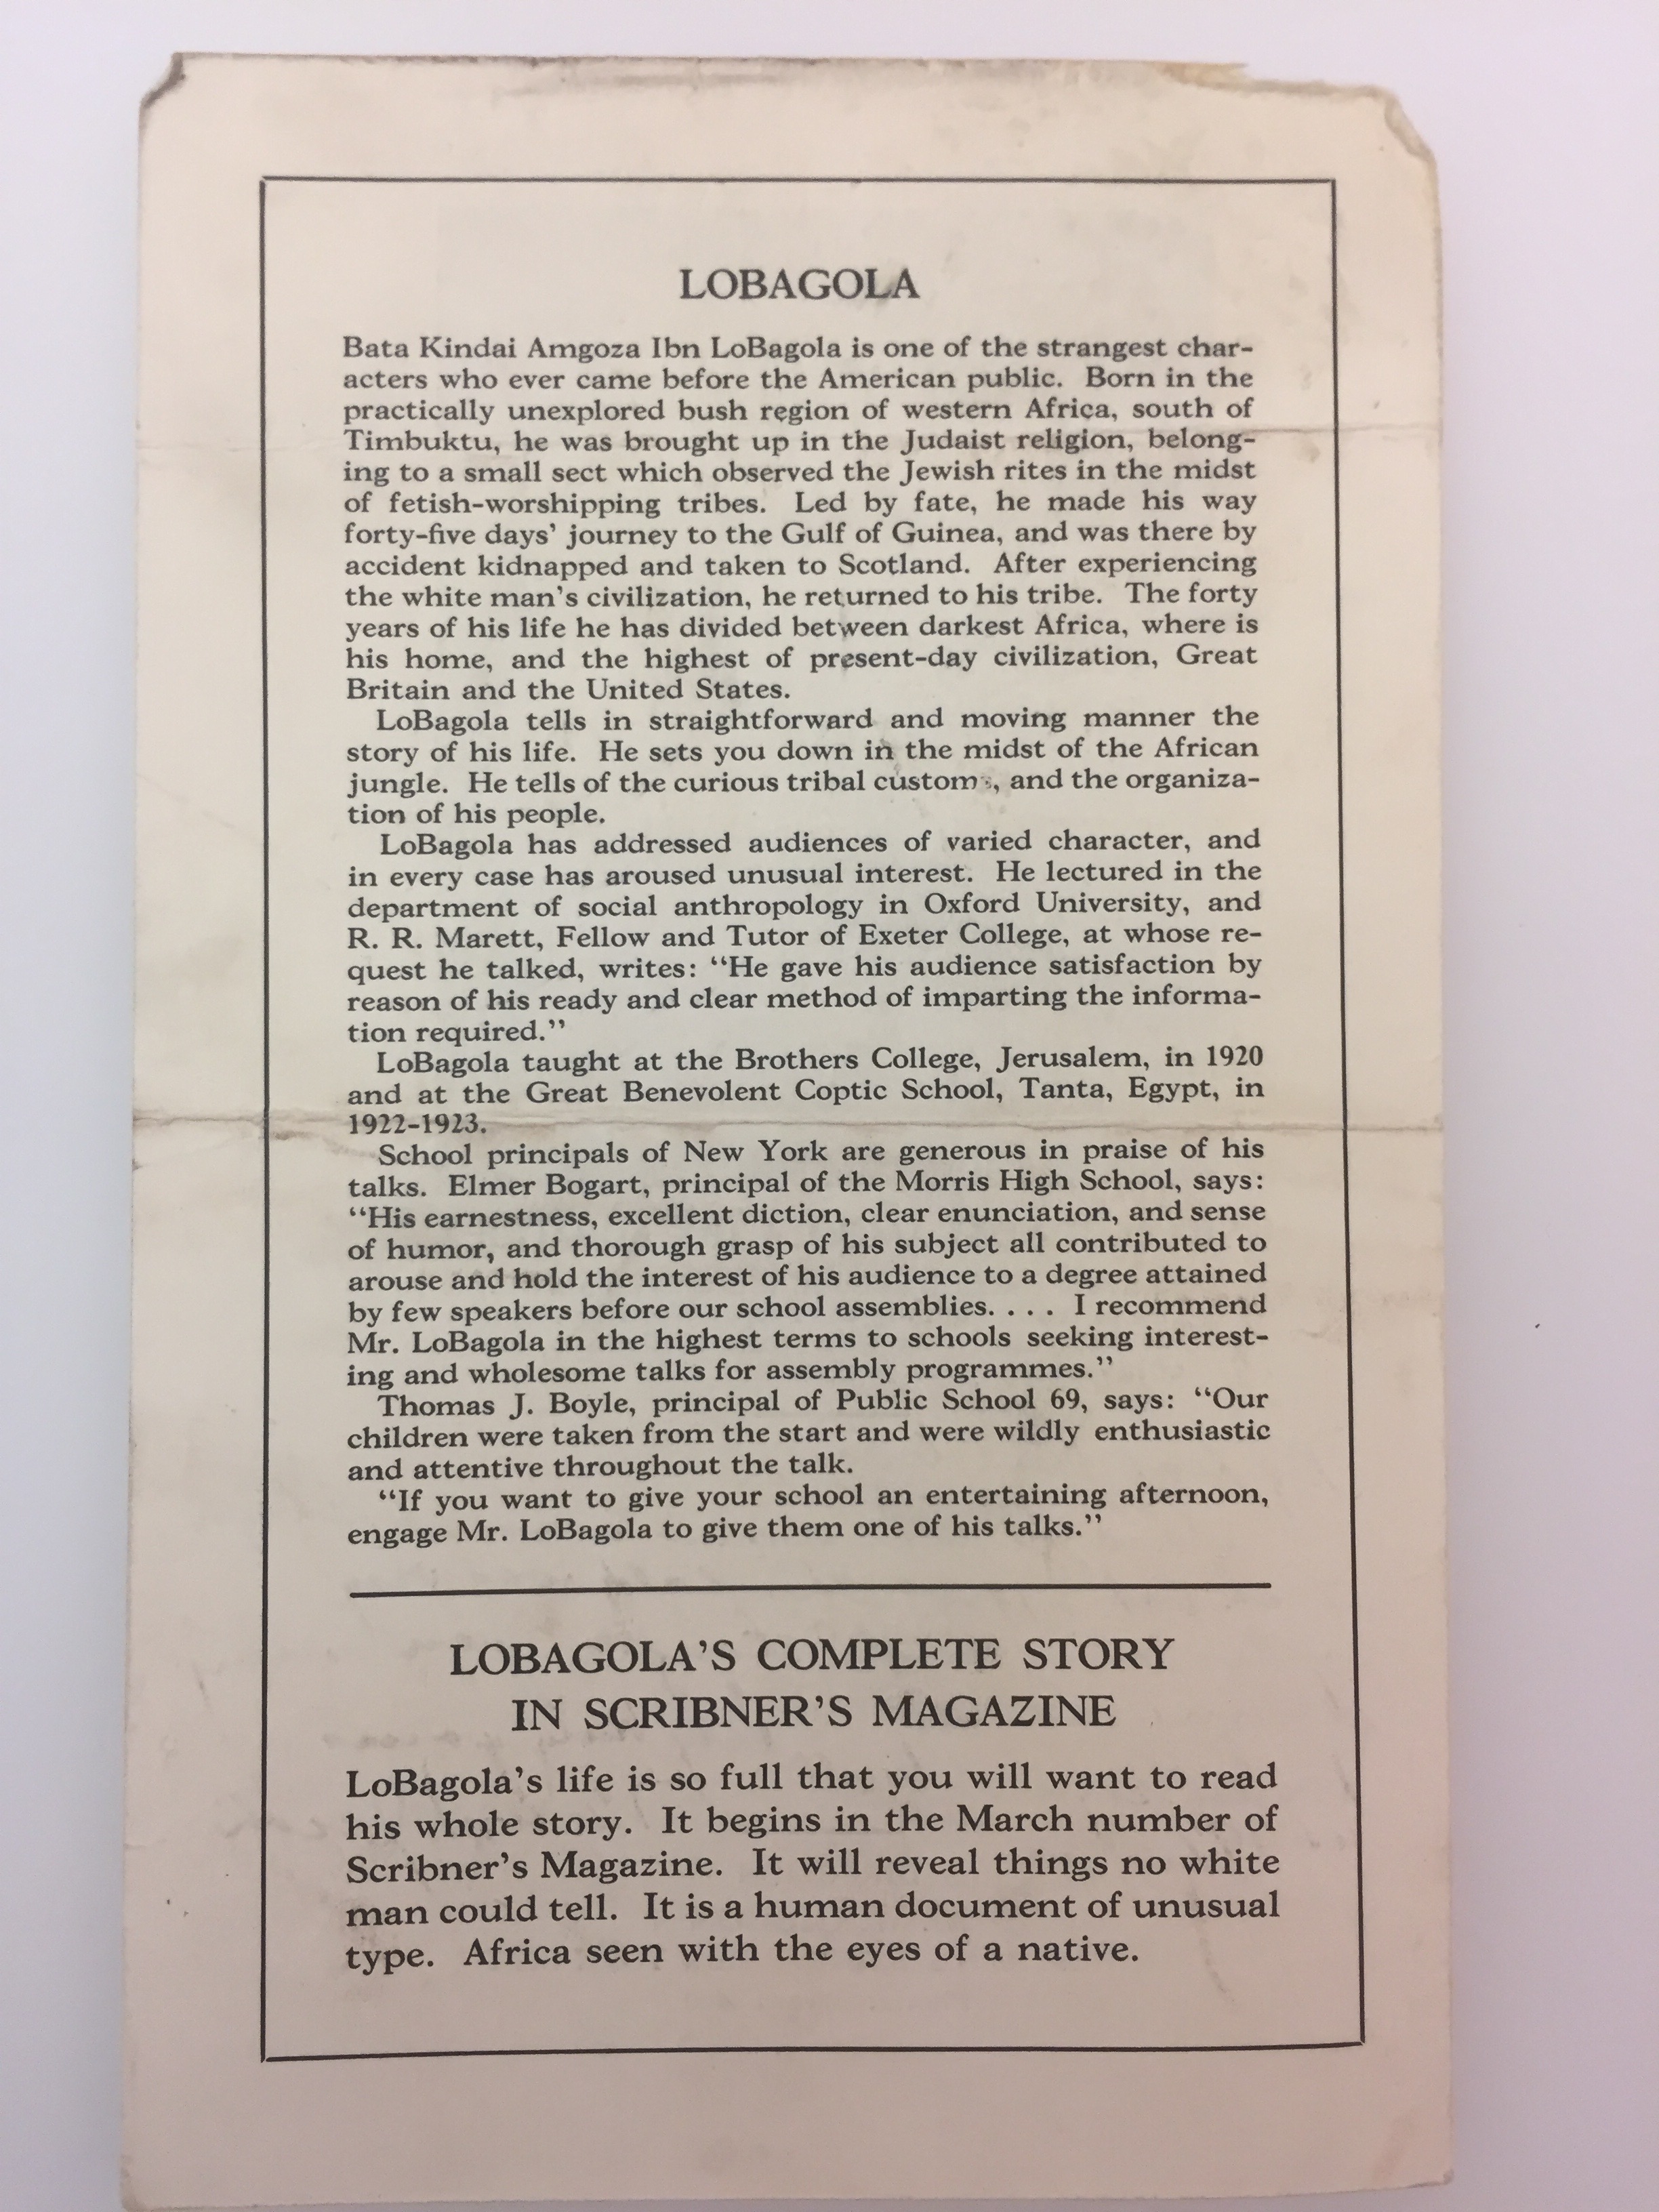 LOBAGOLA
Bata Kindai Amgoza Ibn LoBagola is one of the strangest char-
acters who ever came before the American public. Born in the
practically unexplored bush region of western Africa, south of
Timbuktu, he was brought up in the Judaist religion, belong-
ing to a small sect which observed the Jewish rites in the midst
of fetish-worshipping tribes. Led by fate, he made his way
forty-five days' journey to the Gulf of Guinea, and was there by
accident kidnapped and taken to Scotland. After experiencing
the white man's civilization, he returned to his tribe. The forty
years of his life he has divided between darkest Africa, where is
his home, and the highest of present-day civilization, Great
Britain and the United States.
LoBagola tells in straightforward and moving manner the
story of his life. He sets you down in the midst of the African
jungle. He tells of the curious tribal customs, and the organiza-
tion of his people.
LoBagola has addressed audiences of varied character, and
in every case has aroused unusual interest. He lectured in the
department of social anthropology in Oxford University, and
R. R. Marett, Fellow and Tutor of Exeter College, at whose re-
quest he talked, writes: "He gave his audience satisfaction by
reason of his ready and clear method of imparting the informa-
tion required."
LoBagola taught at the Brothers College, Jerusalem, in 1920
and at the Great Benevolent Coptic School, Tanta, Egypt, in
1922-1923.
School principals of New York are generous in praise of his
talks. Elmer Bogart, principal of the Morris High School, says:
"His earnestness, excellent diction, clear enunciation, and sense
of humor, and thorough grasp of his subject all contributed to
arouse and hold the interest of his audience to a degree attained
by few speakers before our school assemblies. . . . I recommend
Mr. LoBagola in the highest terms to schools seeking interest-
ing and wholesome talks for assembly programmes."
Thomas J. Boyle, principal of Public School 69, says: "Our
children were taken from the start and were wildly enthusiastic
and attentive throughout the talk.
"If you want to give your school an entertaining afternoon,
engage Mr. LoBagola to give them one of his talks."
LOBAGOLA'S COMPLETE STORY
IN SCRIBNER'S MAGAZINE
LoBagola's life is so full that you will want to read
his whole story. It begins in the March number of
Scribner's Magazine. It will reveal things no white
man could tell. It is a human document of unusual
type. Africa seen with the eyes of a native.